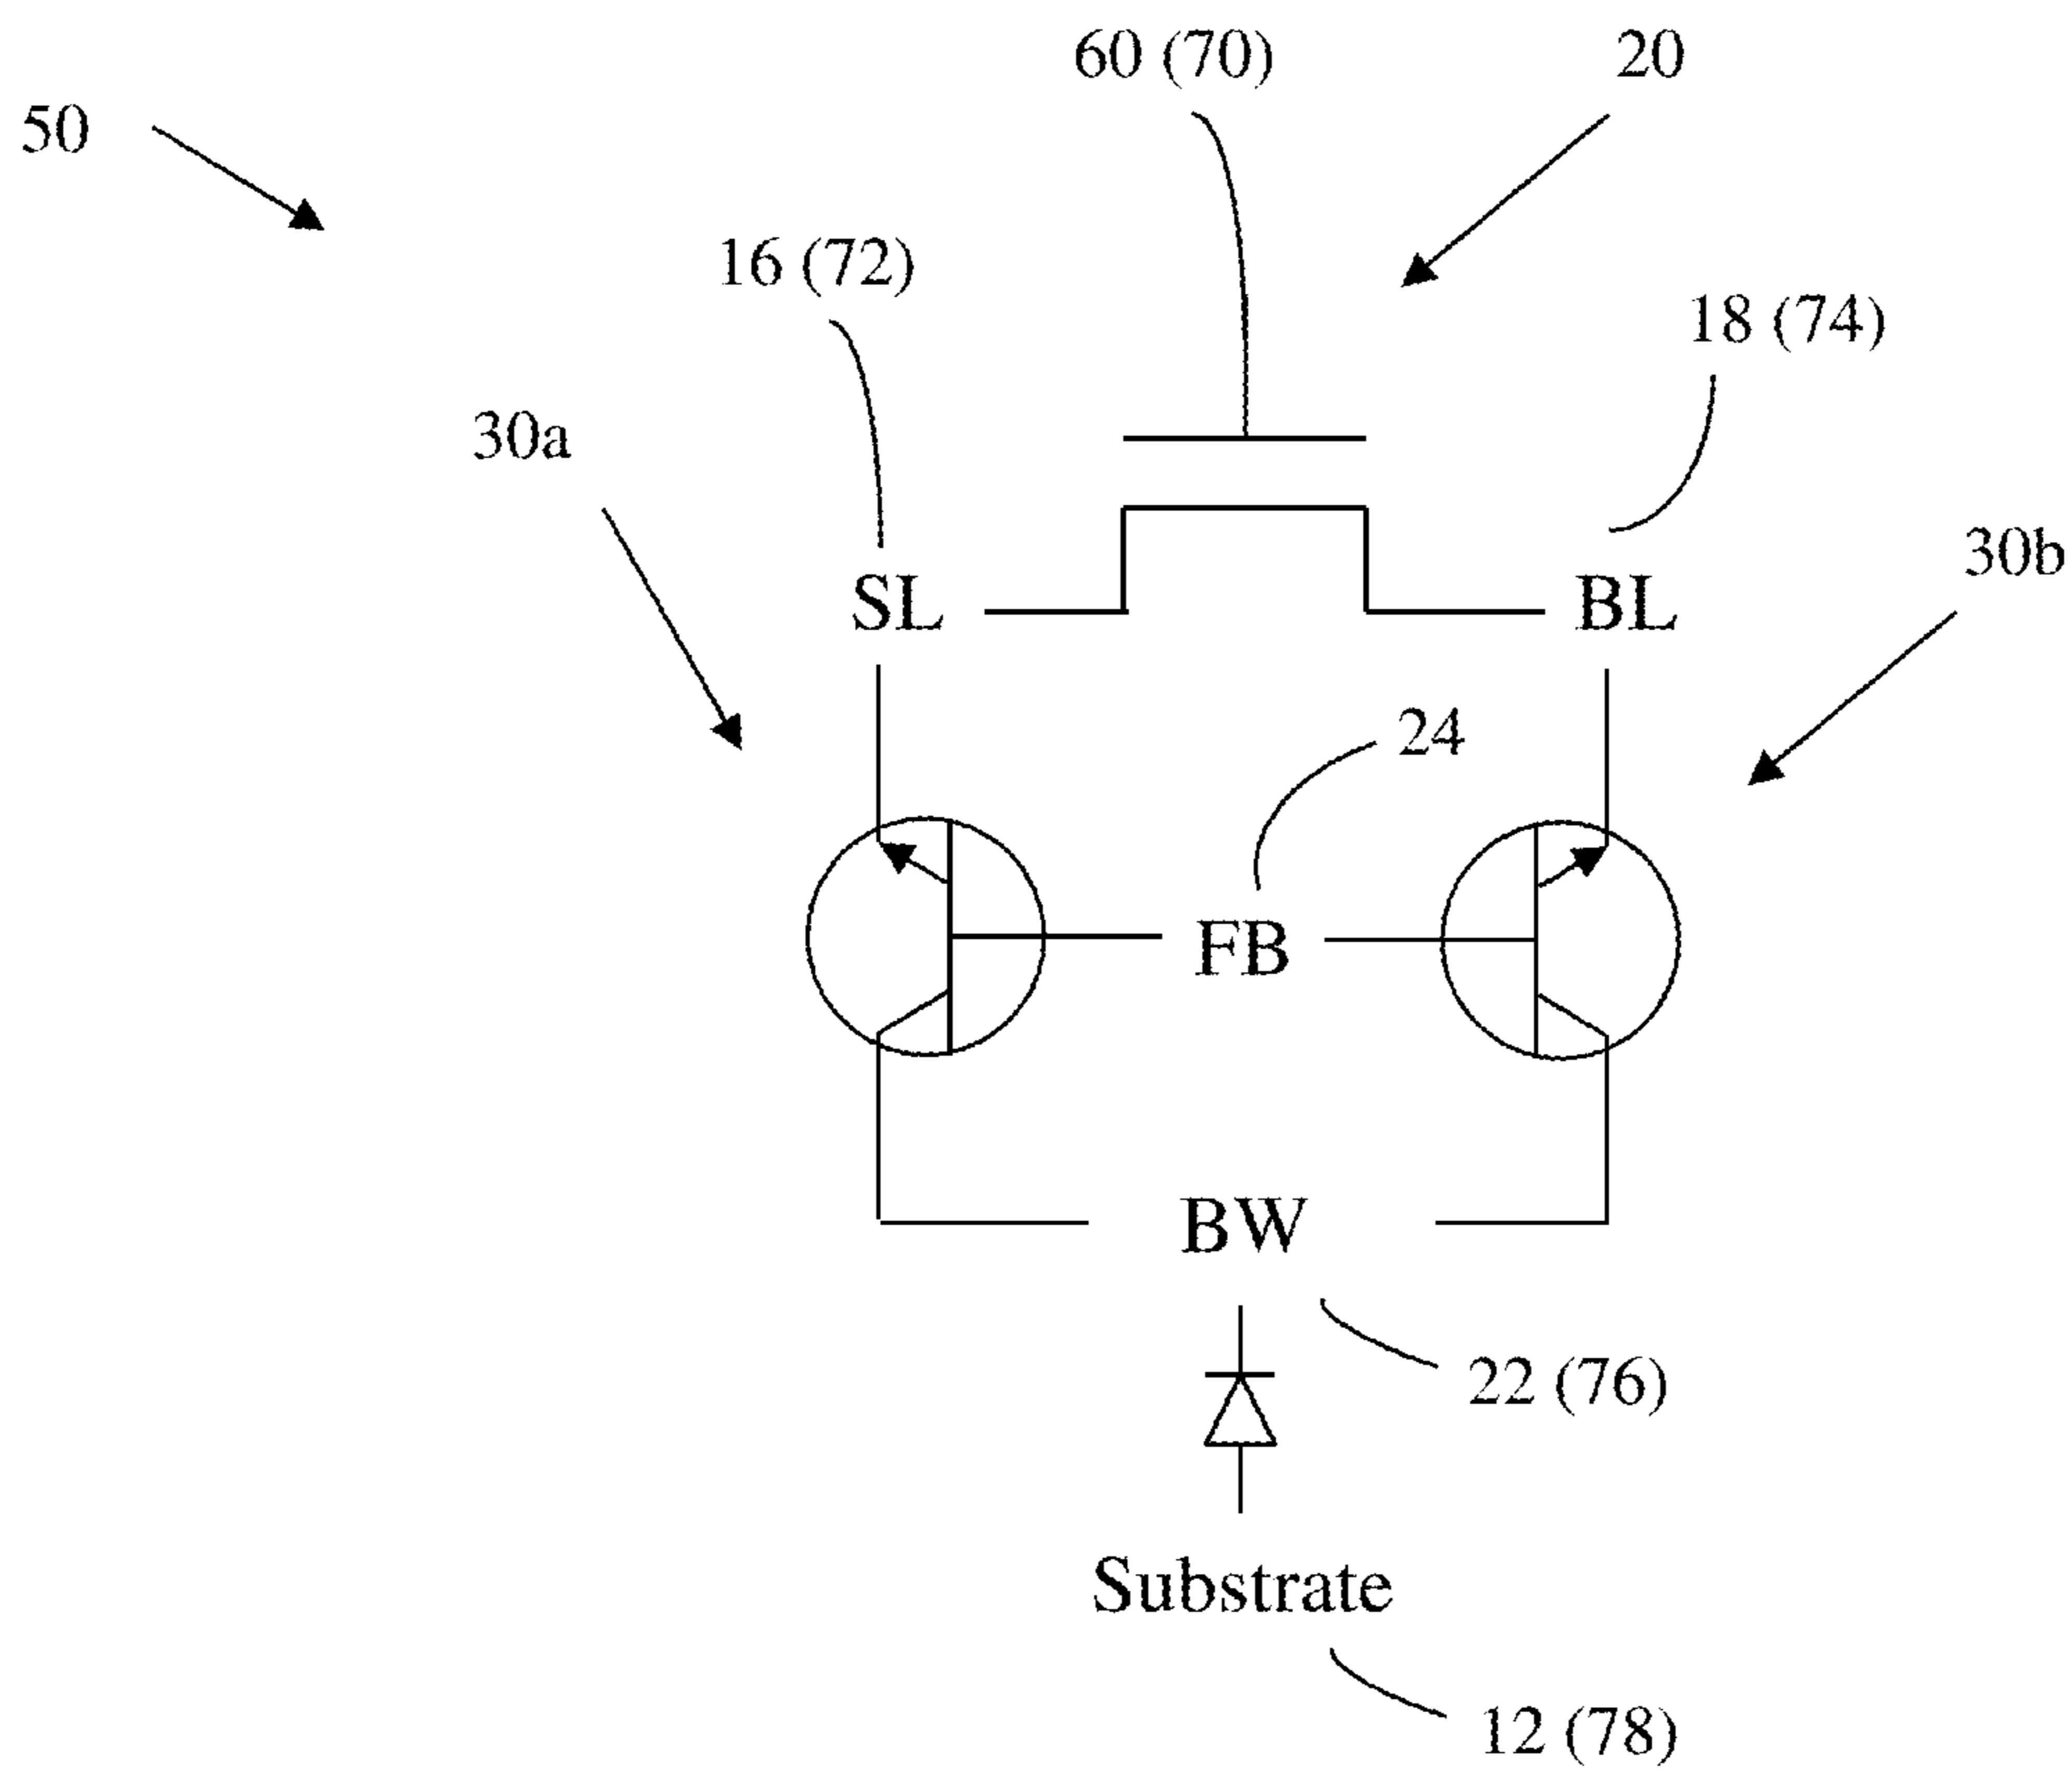 60 (70)
20
50
16 (72)
18 (74)
30a
30b
SL
BL
24
FB
BW
22 (76)
Substrate
12 (78)